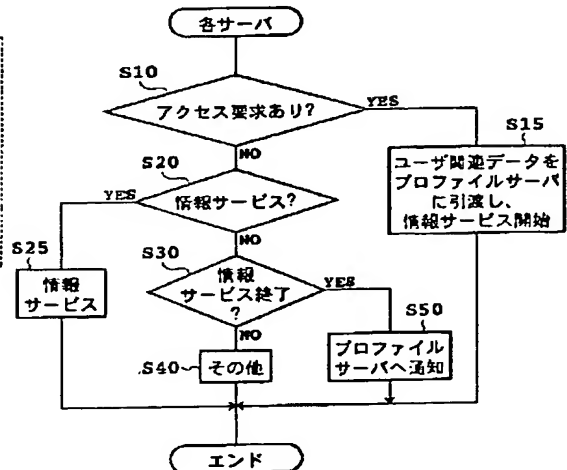 各サーバ
S10
アクセス要求あり?
YES
S15
NO
ユーザ関連データを
プロファイルサーバ
に引渡し、
情報サービス開始
S20
YES
情報サービス?
NO
S25
情報
サービス
S30
情報
サービス終了
?
YES
NO
S50
プロファイル
サーバへ通知
S40
その他
エンド